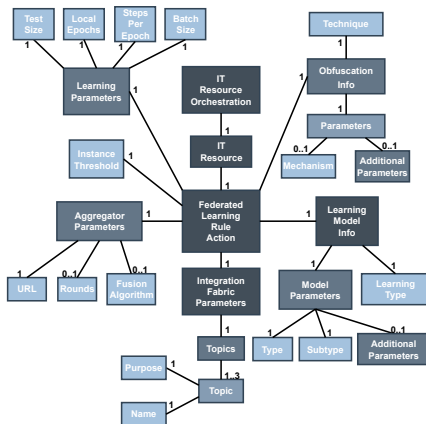 Test
Size
Local
Epochs
Steps
Per
Epoch
Batch
Size
1
1
1
1
Learning
Parameters
1
Technique
1
Obfuscation
Info
1
1
Parameters
0..1
0..1
Mechanism
Additional
Parameters
IT
Resource
Orchestration
1
IT
Resource
1
Instance
Threshold
1
Federated
Learning
Rule
Action
Aggregator
Parameters
1
1
0..1
0..1
URL
Rounds
Fusion
Algorithm
1
Learning
Model
Info
1
1
Model
Parameters
Learning
Type
1
1
0..1
Type
Subtype
Additional
Parameters
1
Integration
Fabric
Parameters
1
Topics
1..3
Topic
Purpose
1
Name
1